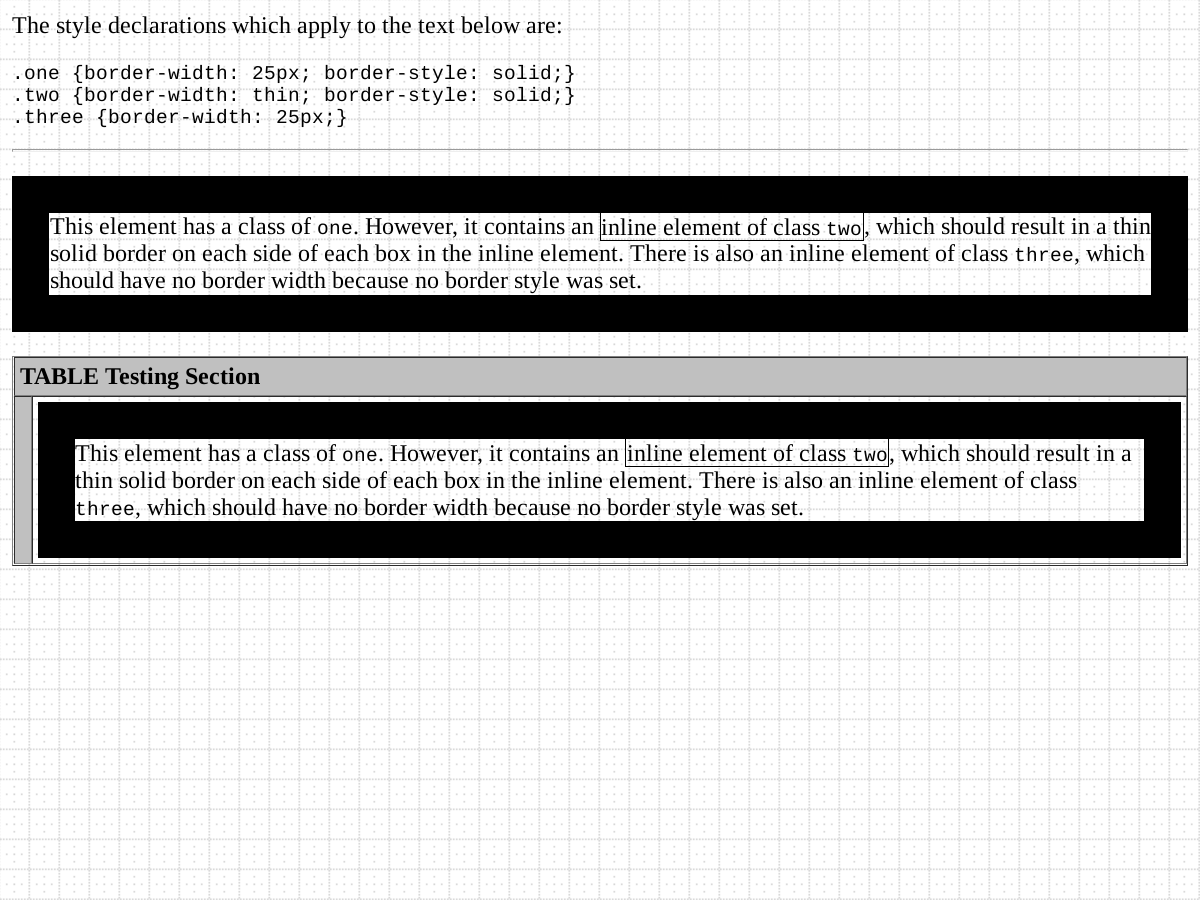 The style declarations which apply to the text below are:
.one {border-width: 25px; border-style: solid;}
.two {border-width: thin; border-style: solid;}
.three {border-width: 25px;}
This element has a class of one. However, it contains an inline element of class two, which should result in a thin
solid border on each side of each box in the inline element. There is also an inline element of class three, which
should have no border width because no border style was set.
TABLE Testing Section
This element has a class of one. However, it contains an inline element of class two, which should result in a
thin solid border on each side of each box in the inline element. There is also an inline element of class
three, which should have no border width because no border style was set.